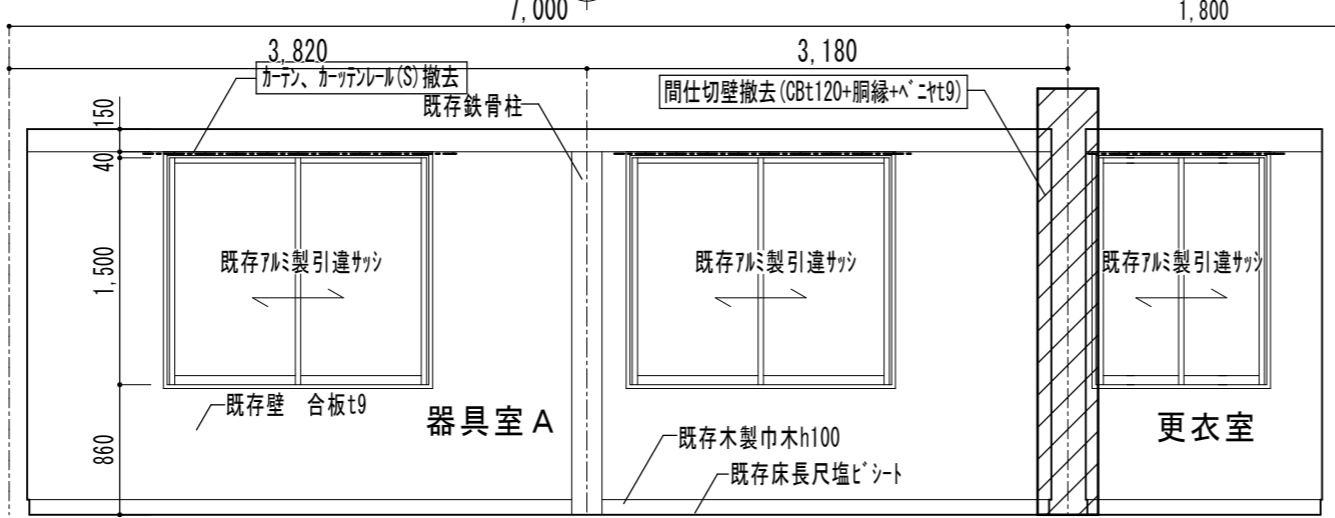 7,000
1,800
3,820
3,180
カーテン、カーッテンレール(S)撤去
間仕切壁撤去(CBt120+胴縁+ベニヤt9)
既存鉄骨柱
150
40
1,500
860
既存アルミ製引違サッシ
既存アルミ製引違サッシ
既存アルミ製引違サッシ
既存壁 合板t9
器具室A
更衣室
既存木製巾木h100
既存床長尺塩ビシート